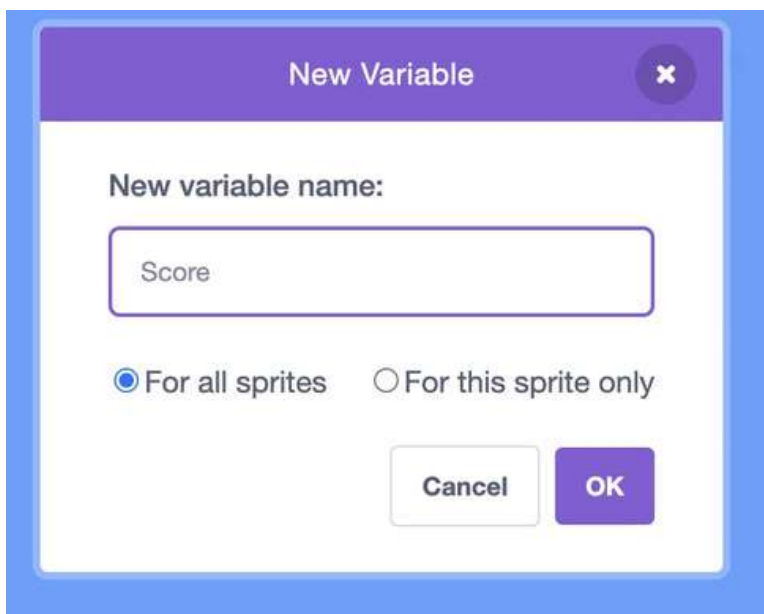 New Variable
New variable name:
Score
For all sprites For this sprite only
Cancel OK